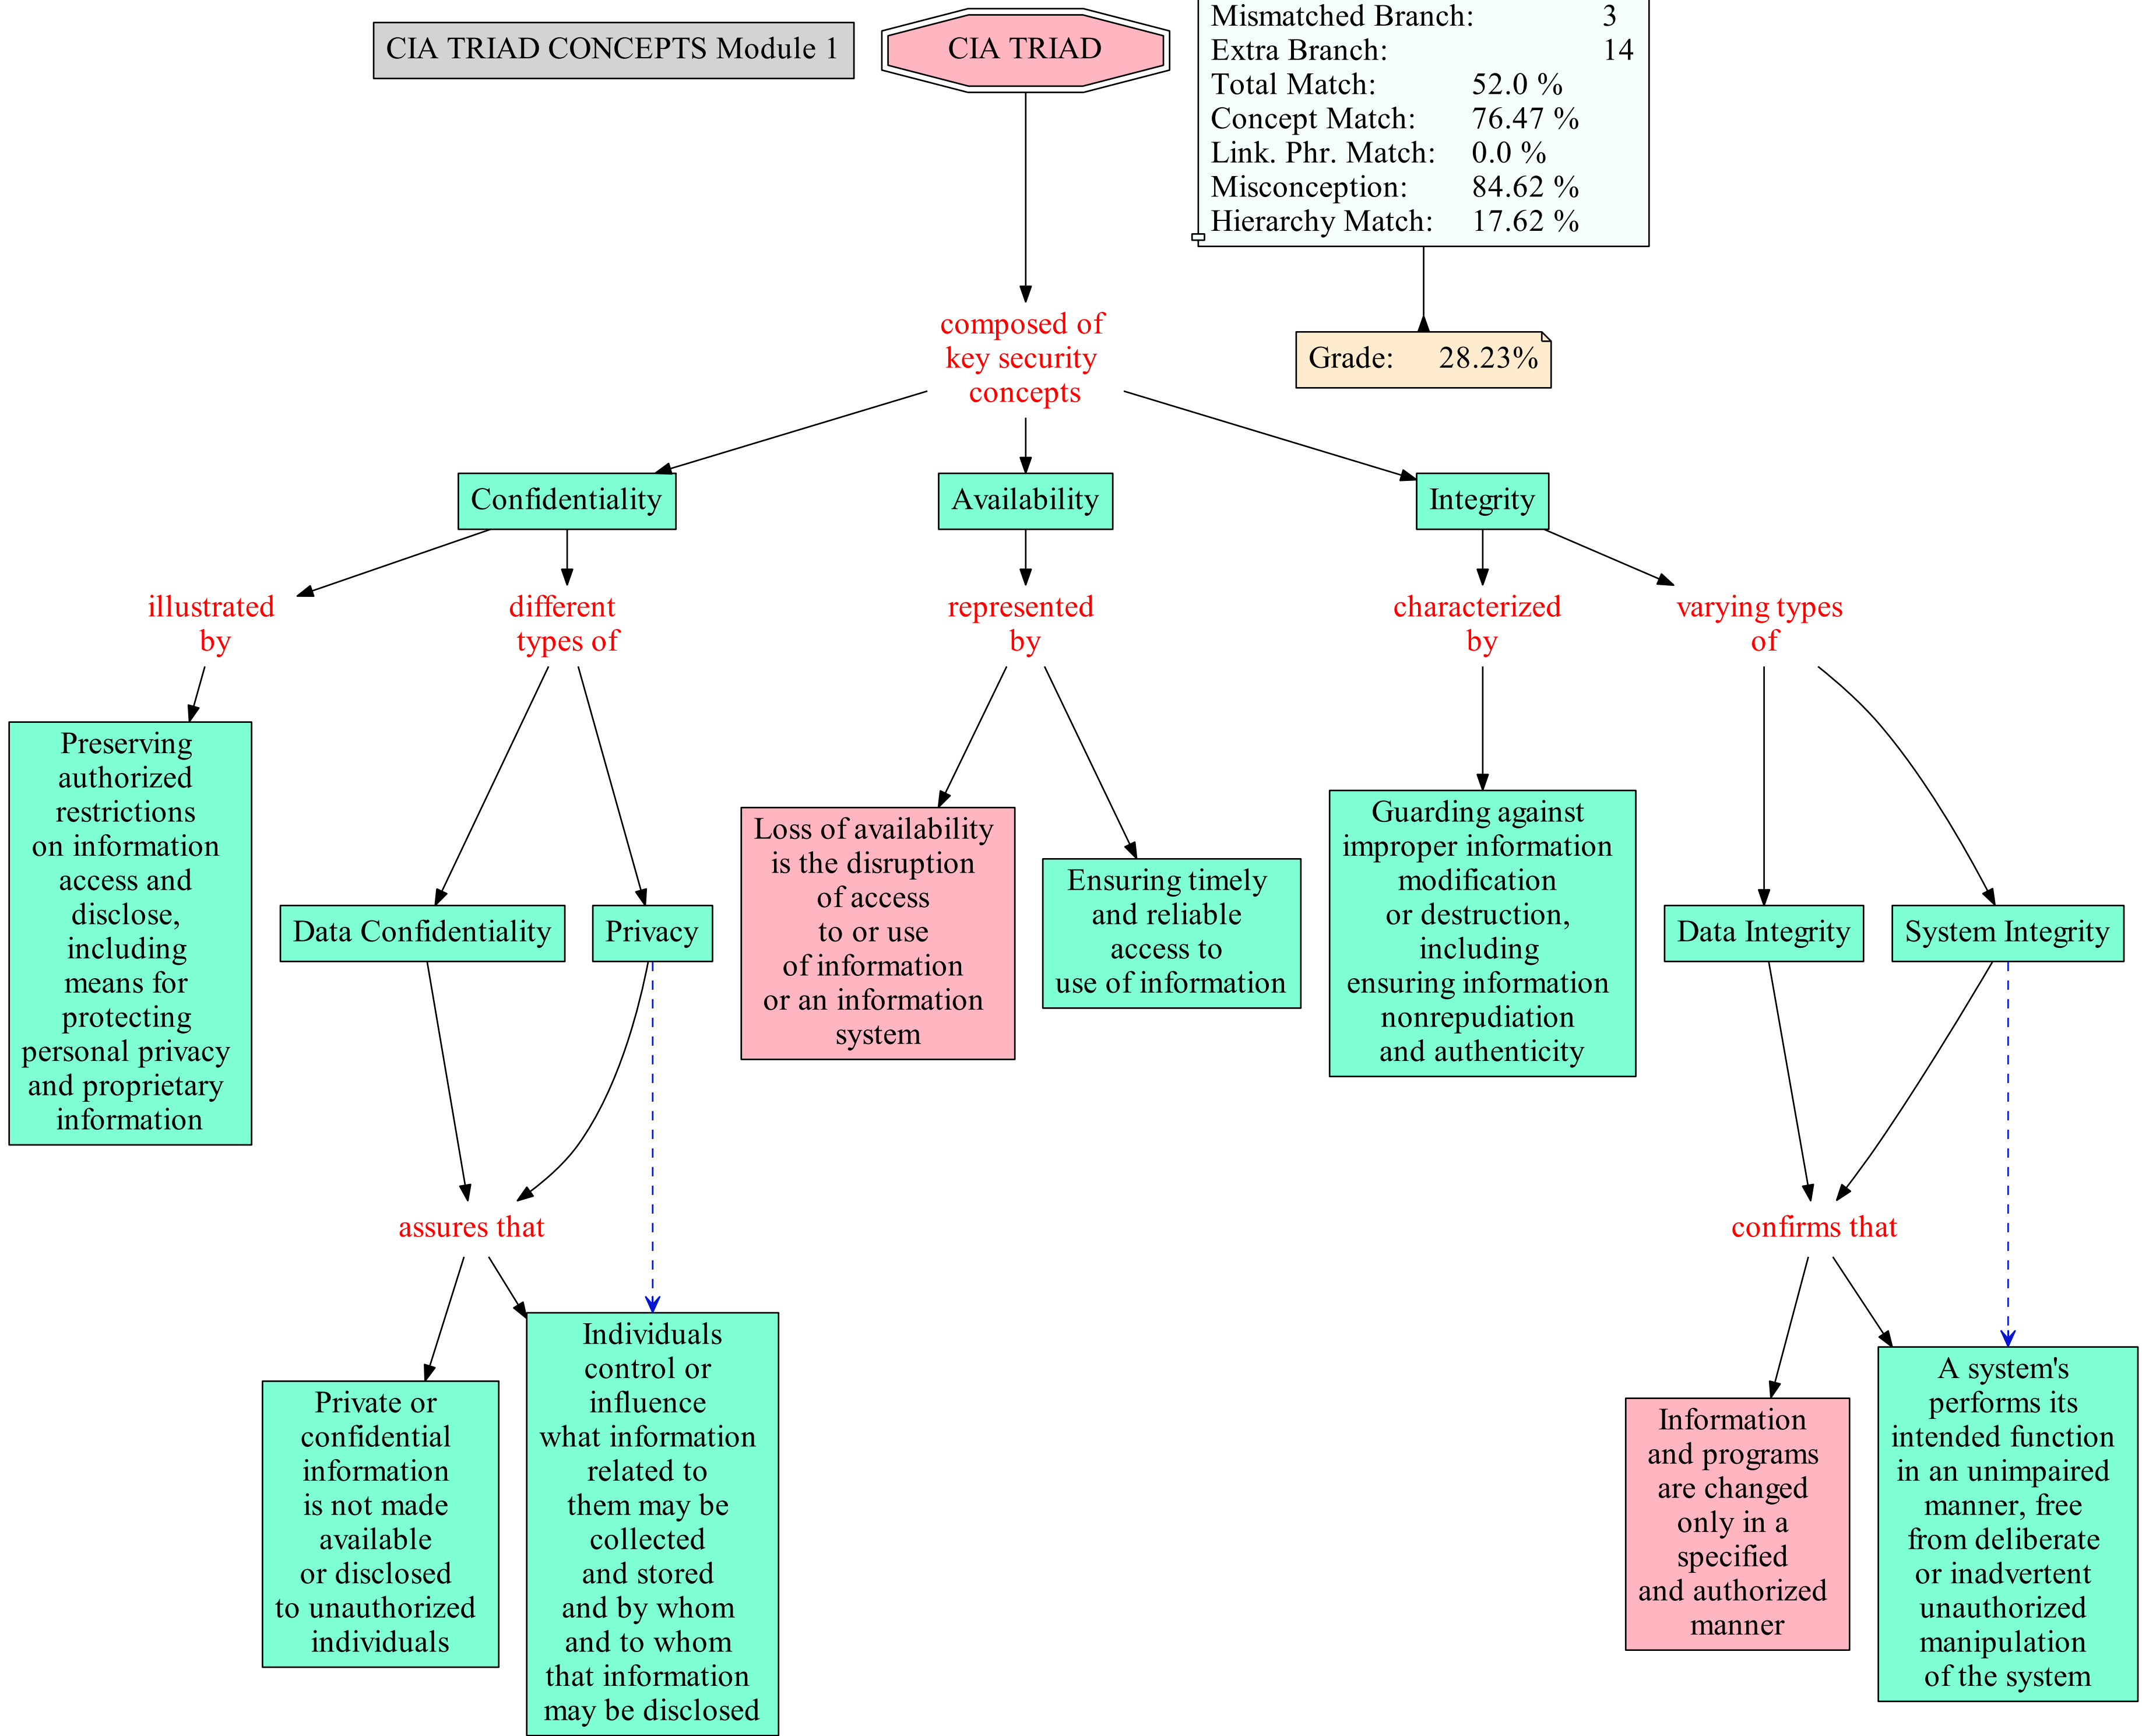 CIA TRIAD CONCEPTS Module 1
CIA TRIAD
Mismatched Branch: 3
Extra Branch: 14
Total Match: 52.0 %
Concept Match: 76.47 %
Link. Phr. Match: 0.0 %
Misconception: 84.62 %
Hierarchy Match: 17.62 %
Grade: 28.23%
composed of
key security
concepts
Confidentiality
Availability
Integrity
illustrated
by
different
types of
represented
by
characterized
by
varying types
of
Preserving
authorized
restrictions
on information
access and
disclose,
including
means for
protecting
personal privacy
and proprietary
information
Data Confidentiality
Privacy
Loss of availability
is the disruption
of access
to or use
of information
or an information
system
Ensuring timely
and reliable
access to
use of information
Guarding against
improper information
modification
or destruction,
including
ensuring information
nonrepudiation
and authenticity
Data Integrity
System Integrity
assures that
confirms that
Private or
confidential
information
is not made
available
or disclosed
to unauthorized
individuals
Individuals
control or
influence
what information
related to
them may be
collected
and stored
and by whom
and to whom
that information
may be disclosed
Information
and programs
are changed
only in a
specified
and authorized
manner
A system's
performs its
intended function
in an unimpaired
manner, free
from deliberate
or inadvertent
unauthorized
manipulation
of the system